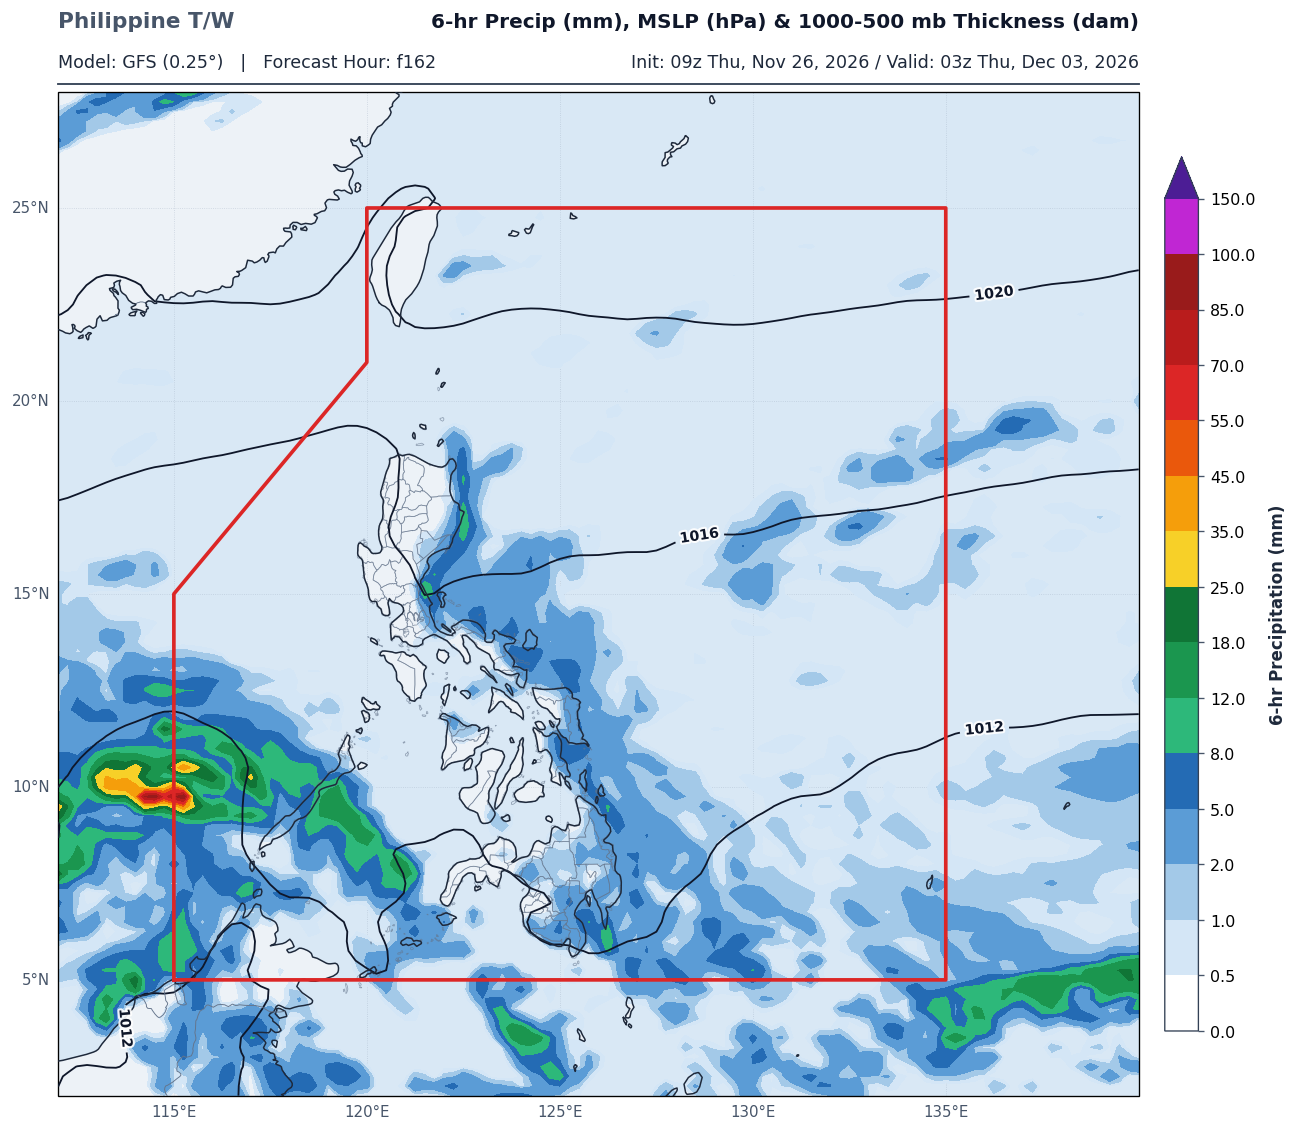 Philippine T/W
6-hr Precip (mm), MSLP (hPa) & 1000-500 mb Thickness (dam)
Model: GFS (0.25°) | Forecast Hour: f162
Init: 09z Thu, Nov 26, 2026 / Valid: 03z Thu, Dec 03, 2026
25°N
20°N
15°N
10°N
5°N
115°E
120°E
125°E
130°E
135°E
1020
1016
1012
1012
150.0
100.0
85.0
70.0
55.0
45.0
35.0
25.0
18.0
12.0
8.0
5.0
2.0
1.0
0.5
0.0
6-hr Precipitation (mm)